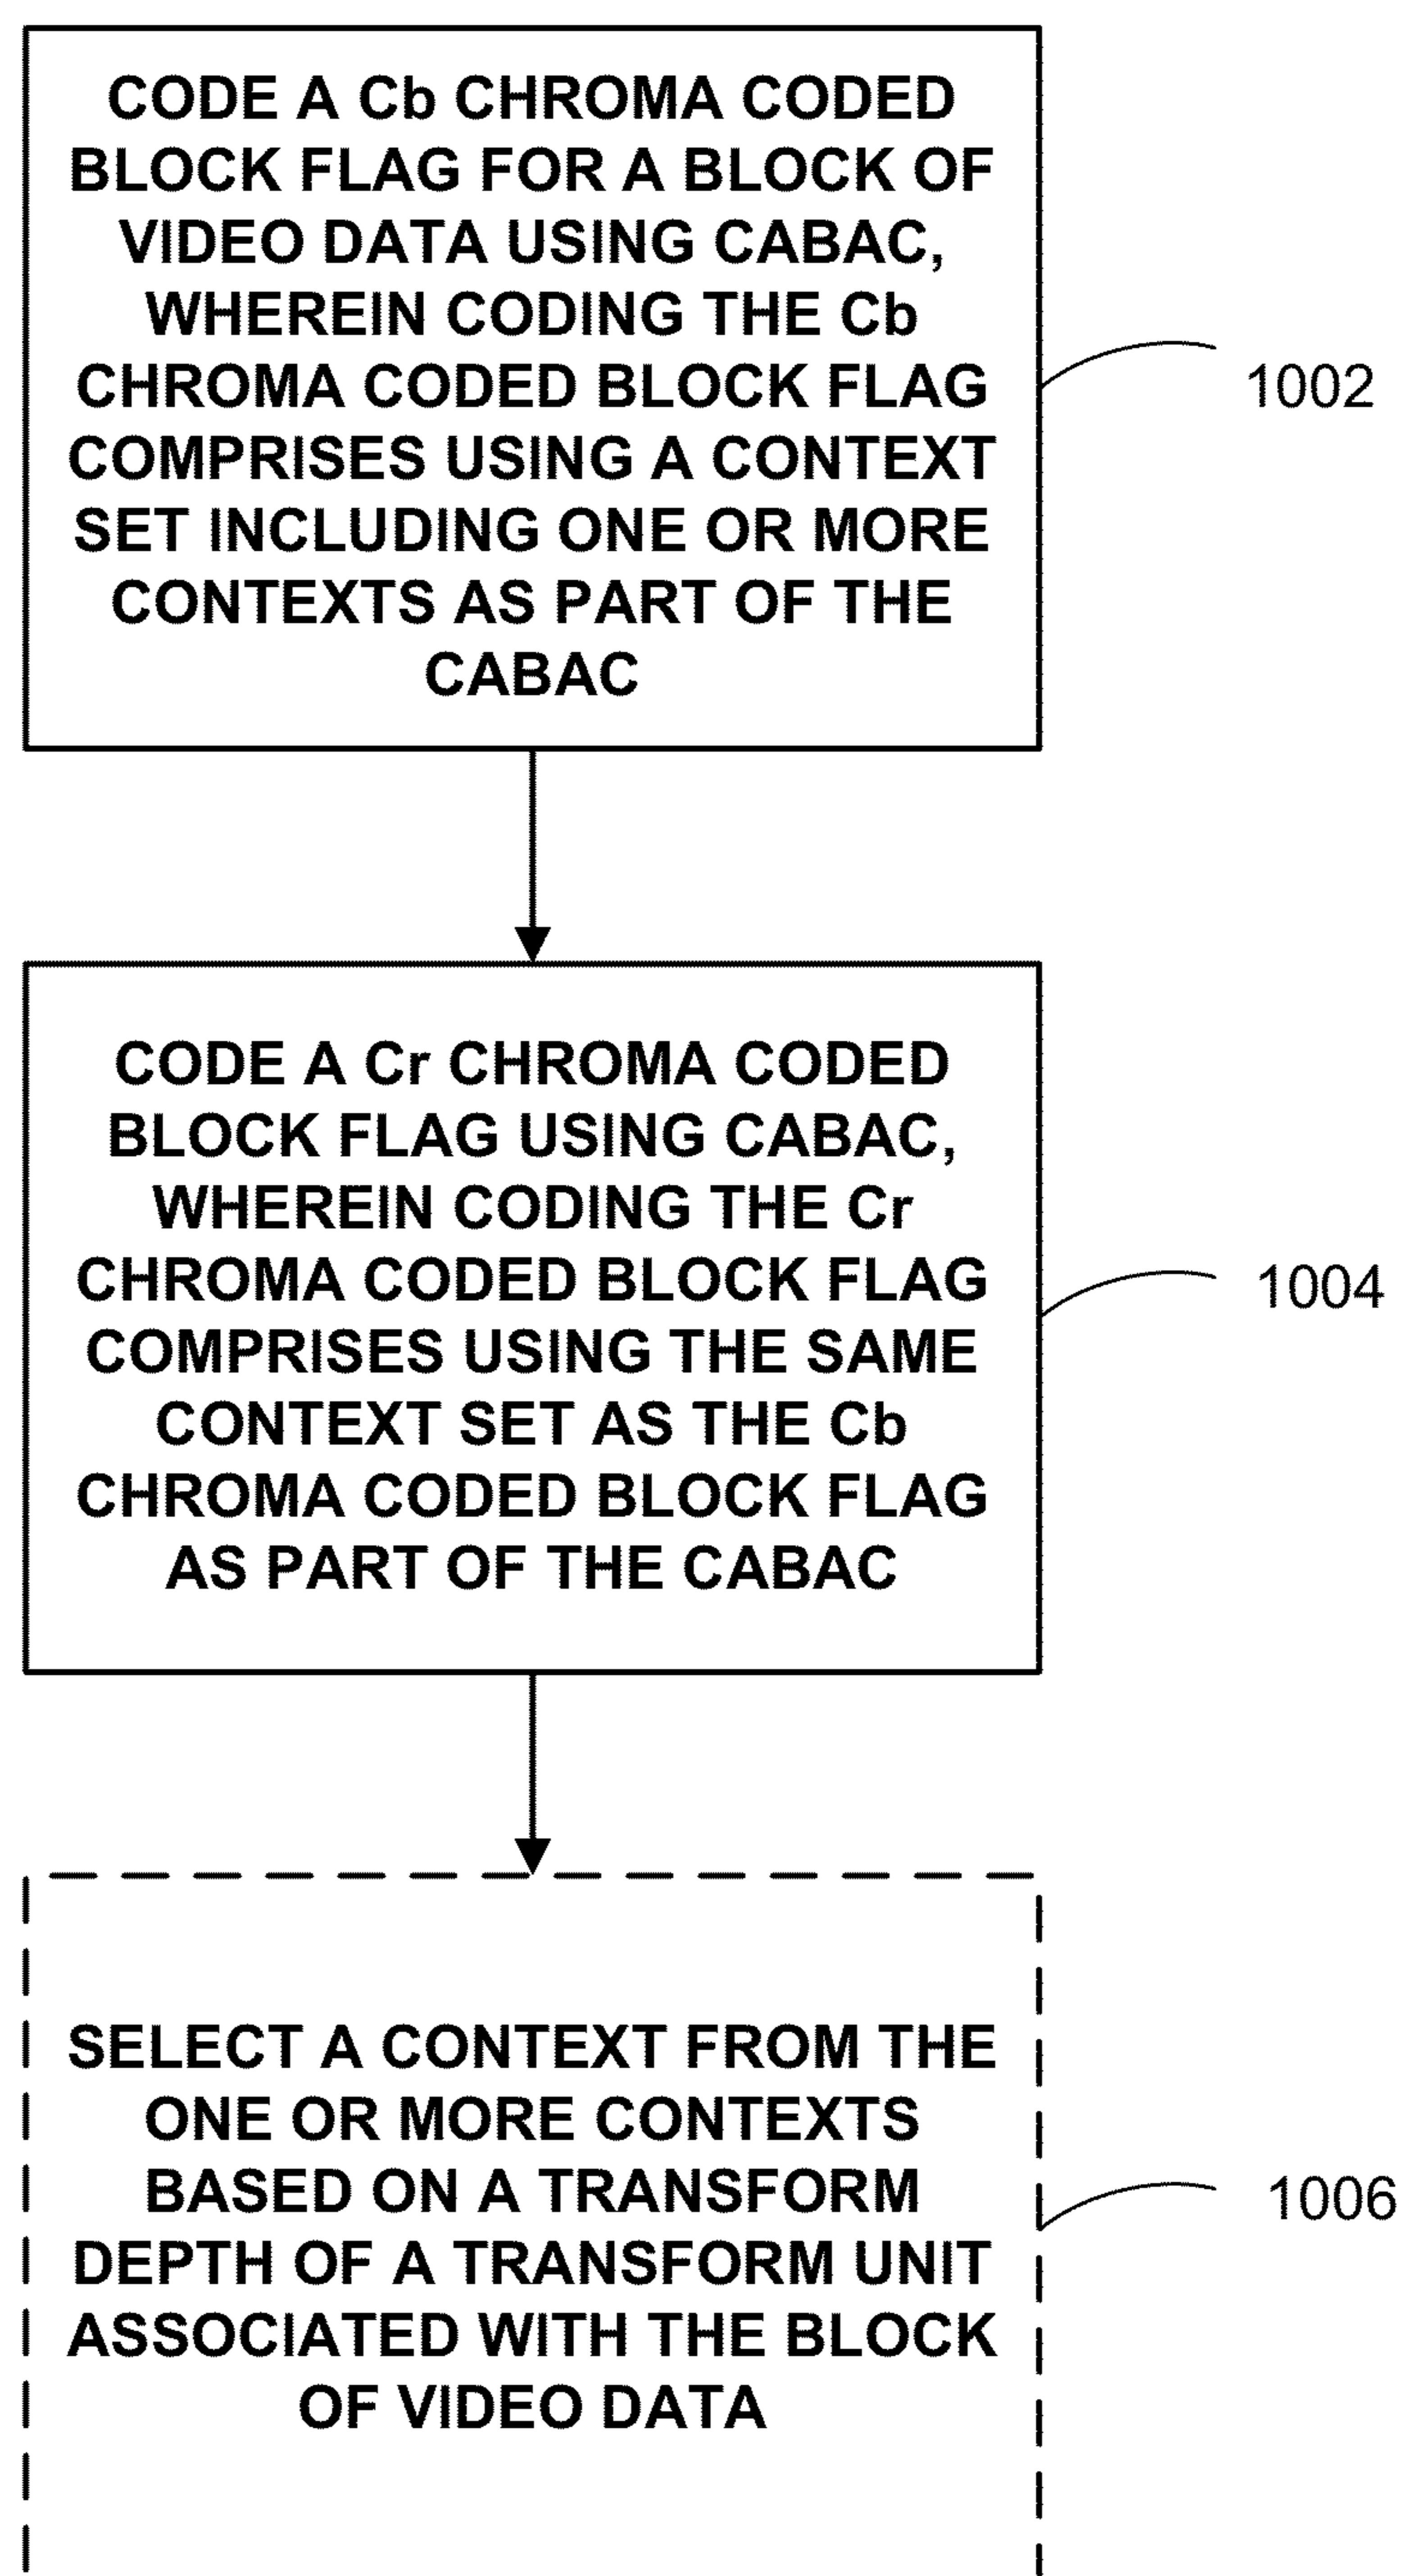 CODE A Cb CHROMA CODED
BLOCK FLAG FOR A BLOCK OF
VIDEO DATA USING CABAC,
WHEREIN CODING THE Cb
CHROMA CODED BLOCK FLAG
COMPRISES USING A CONTEXT
SET INCLUDING ONE OR MORE
CONTEXTS AS PART OF THE
CABAC
1002
CODE A Cr CHROMA CODED
BLOCK FLAG USING CABAC,
WHEREIN CODING THE Cr
CHROMA CODED BLOCK FLAG
COMPRISES USING THE SAME
CONTEXT SET AS THE Cb
CHROMA CODED BLOCK FLAG
AS PART OF THE CABAC
1004
SELECT A CONTEXT FROM THE
ONE OR MORE CONTEXTS
BASED ON A TRANSFORM
DEPTH OF A TRANSFORM UNIT
ASSOCIATED WITH THE BLOCK
OF VIDEO DATA
1006